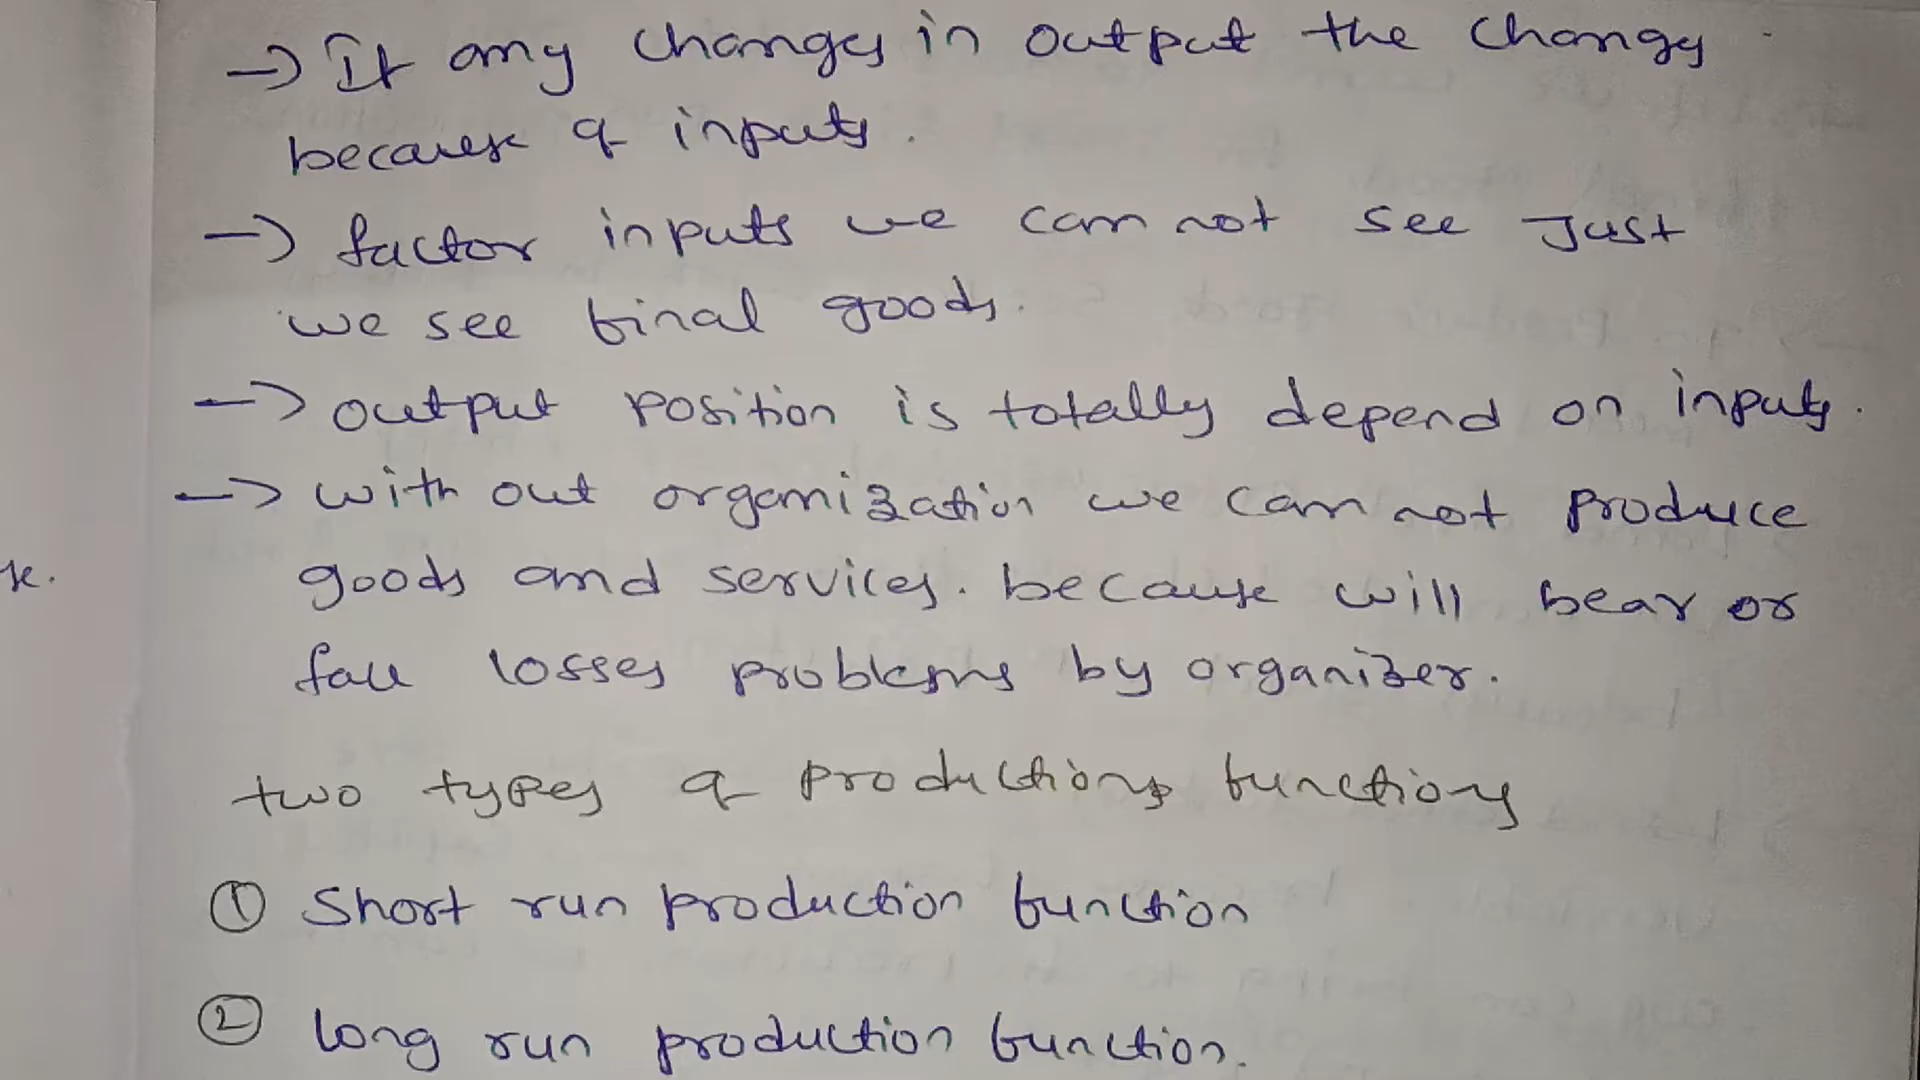 → If any changes in output the changes
because of inputs.
→ factor inputs we can not see Just
we see final goods.
→ output position is totally depend on inputs.
→ with out organization we can not produce
goods and services. because will bear or
face losses problems by organizer.
two types of productions functions
① Short run production function
② long run production function.